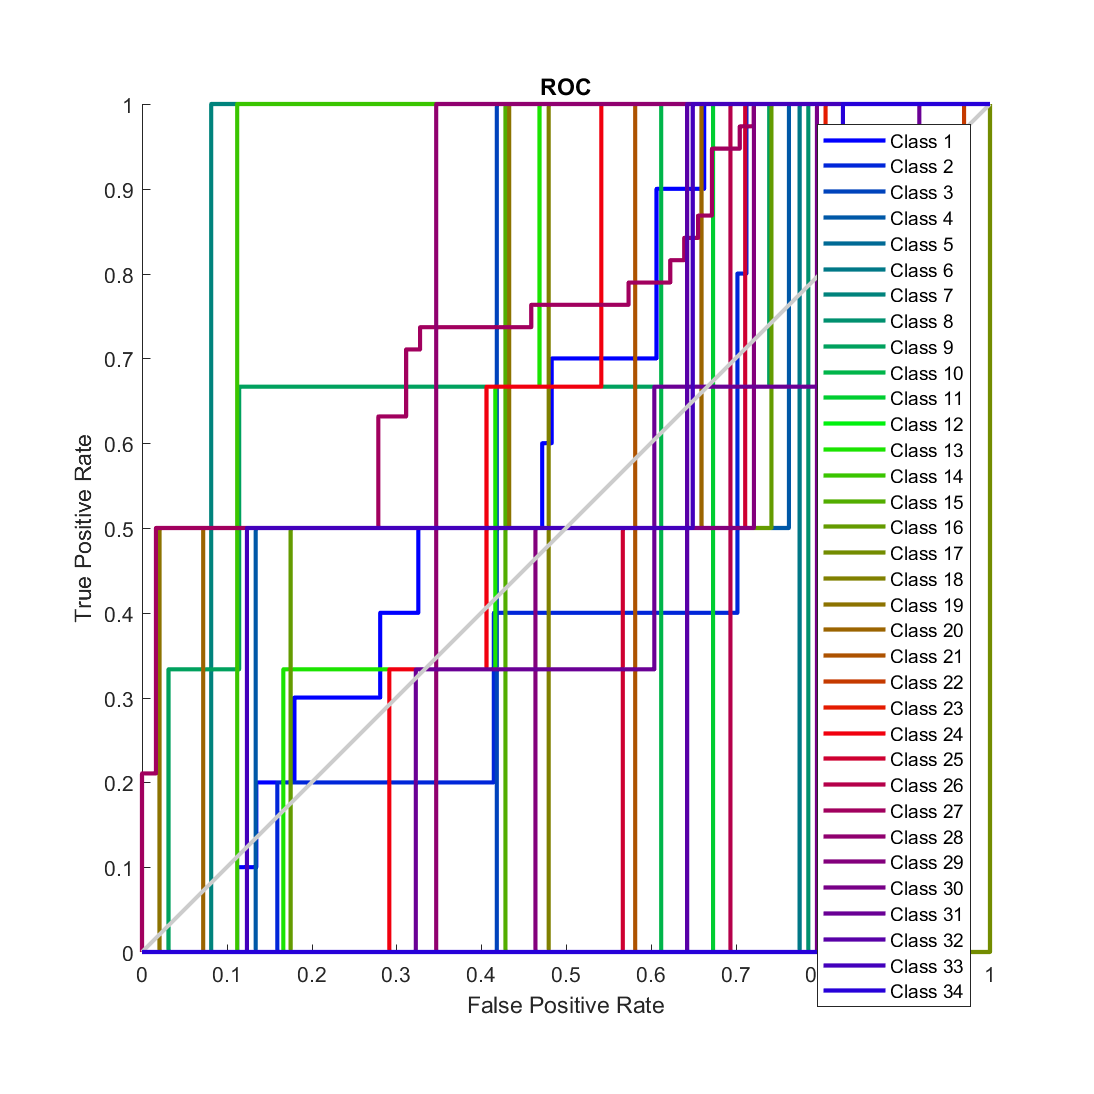 ROC
1
0.9
0.8
0.7
0.6
0.5
0.4
0.3
0.2
0.1
0
True Positive Rate
0 0.1 0.2 0.3 0.4 0.5 0.6 0.7 0 1
False Positive Rate
Class 1
Class 2
Class 3
Class 4
Class 5
Class 6
Class 7
Class 8
Class 9
Class 10
Class 11
Class 12
Class 13
Class 14
Class 15
Class 16
Class 17
Class 18
Class 19
Class 20
Class 21
Class 22
Class 23
Class 24
Class 25
Class 26
Class 27
Class 28
Class 29
Class 30
Class 31
Class 32
Class 33
Class 34